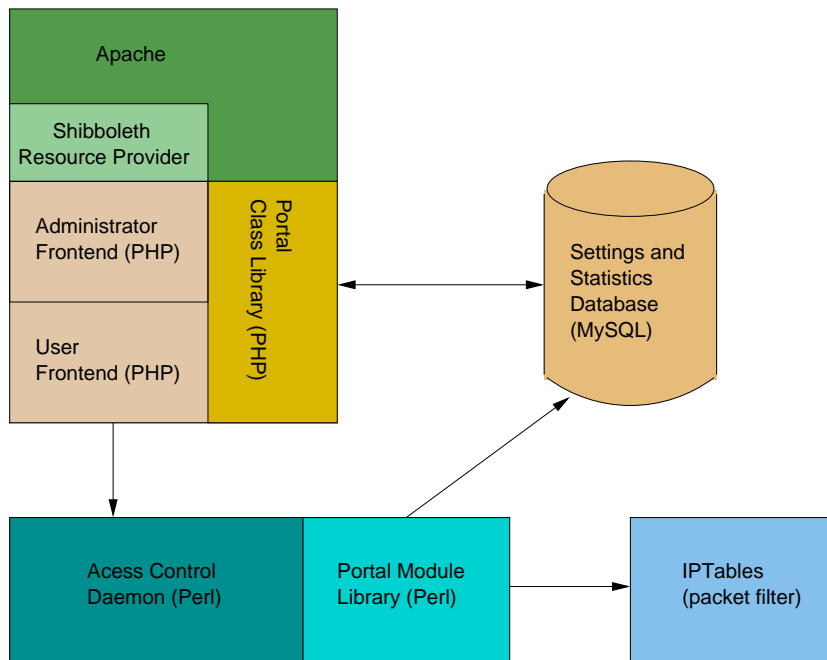 Apache
Shibboleth
Resource Provider
Administrator
Frontend (PHP)
User
Frontend (PHP)
Portal
Class Library (PHP)
Settings and
Statistics
Database
(MySQL)
Acess Control
Daemon (Perl)
Portal Module
Library (Perl)
IPTables
(packet filter)